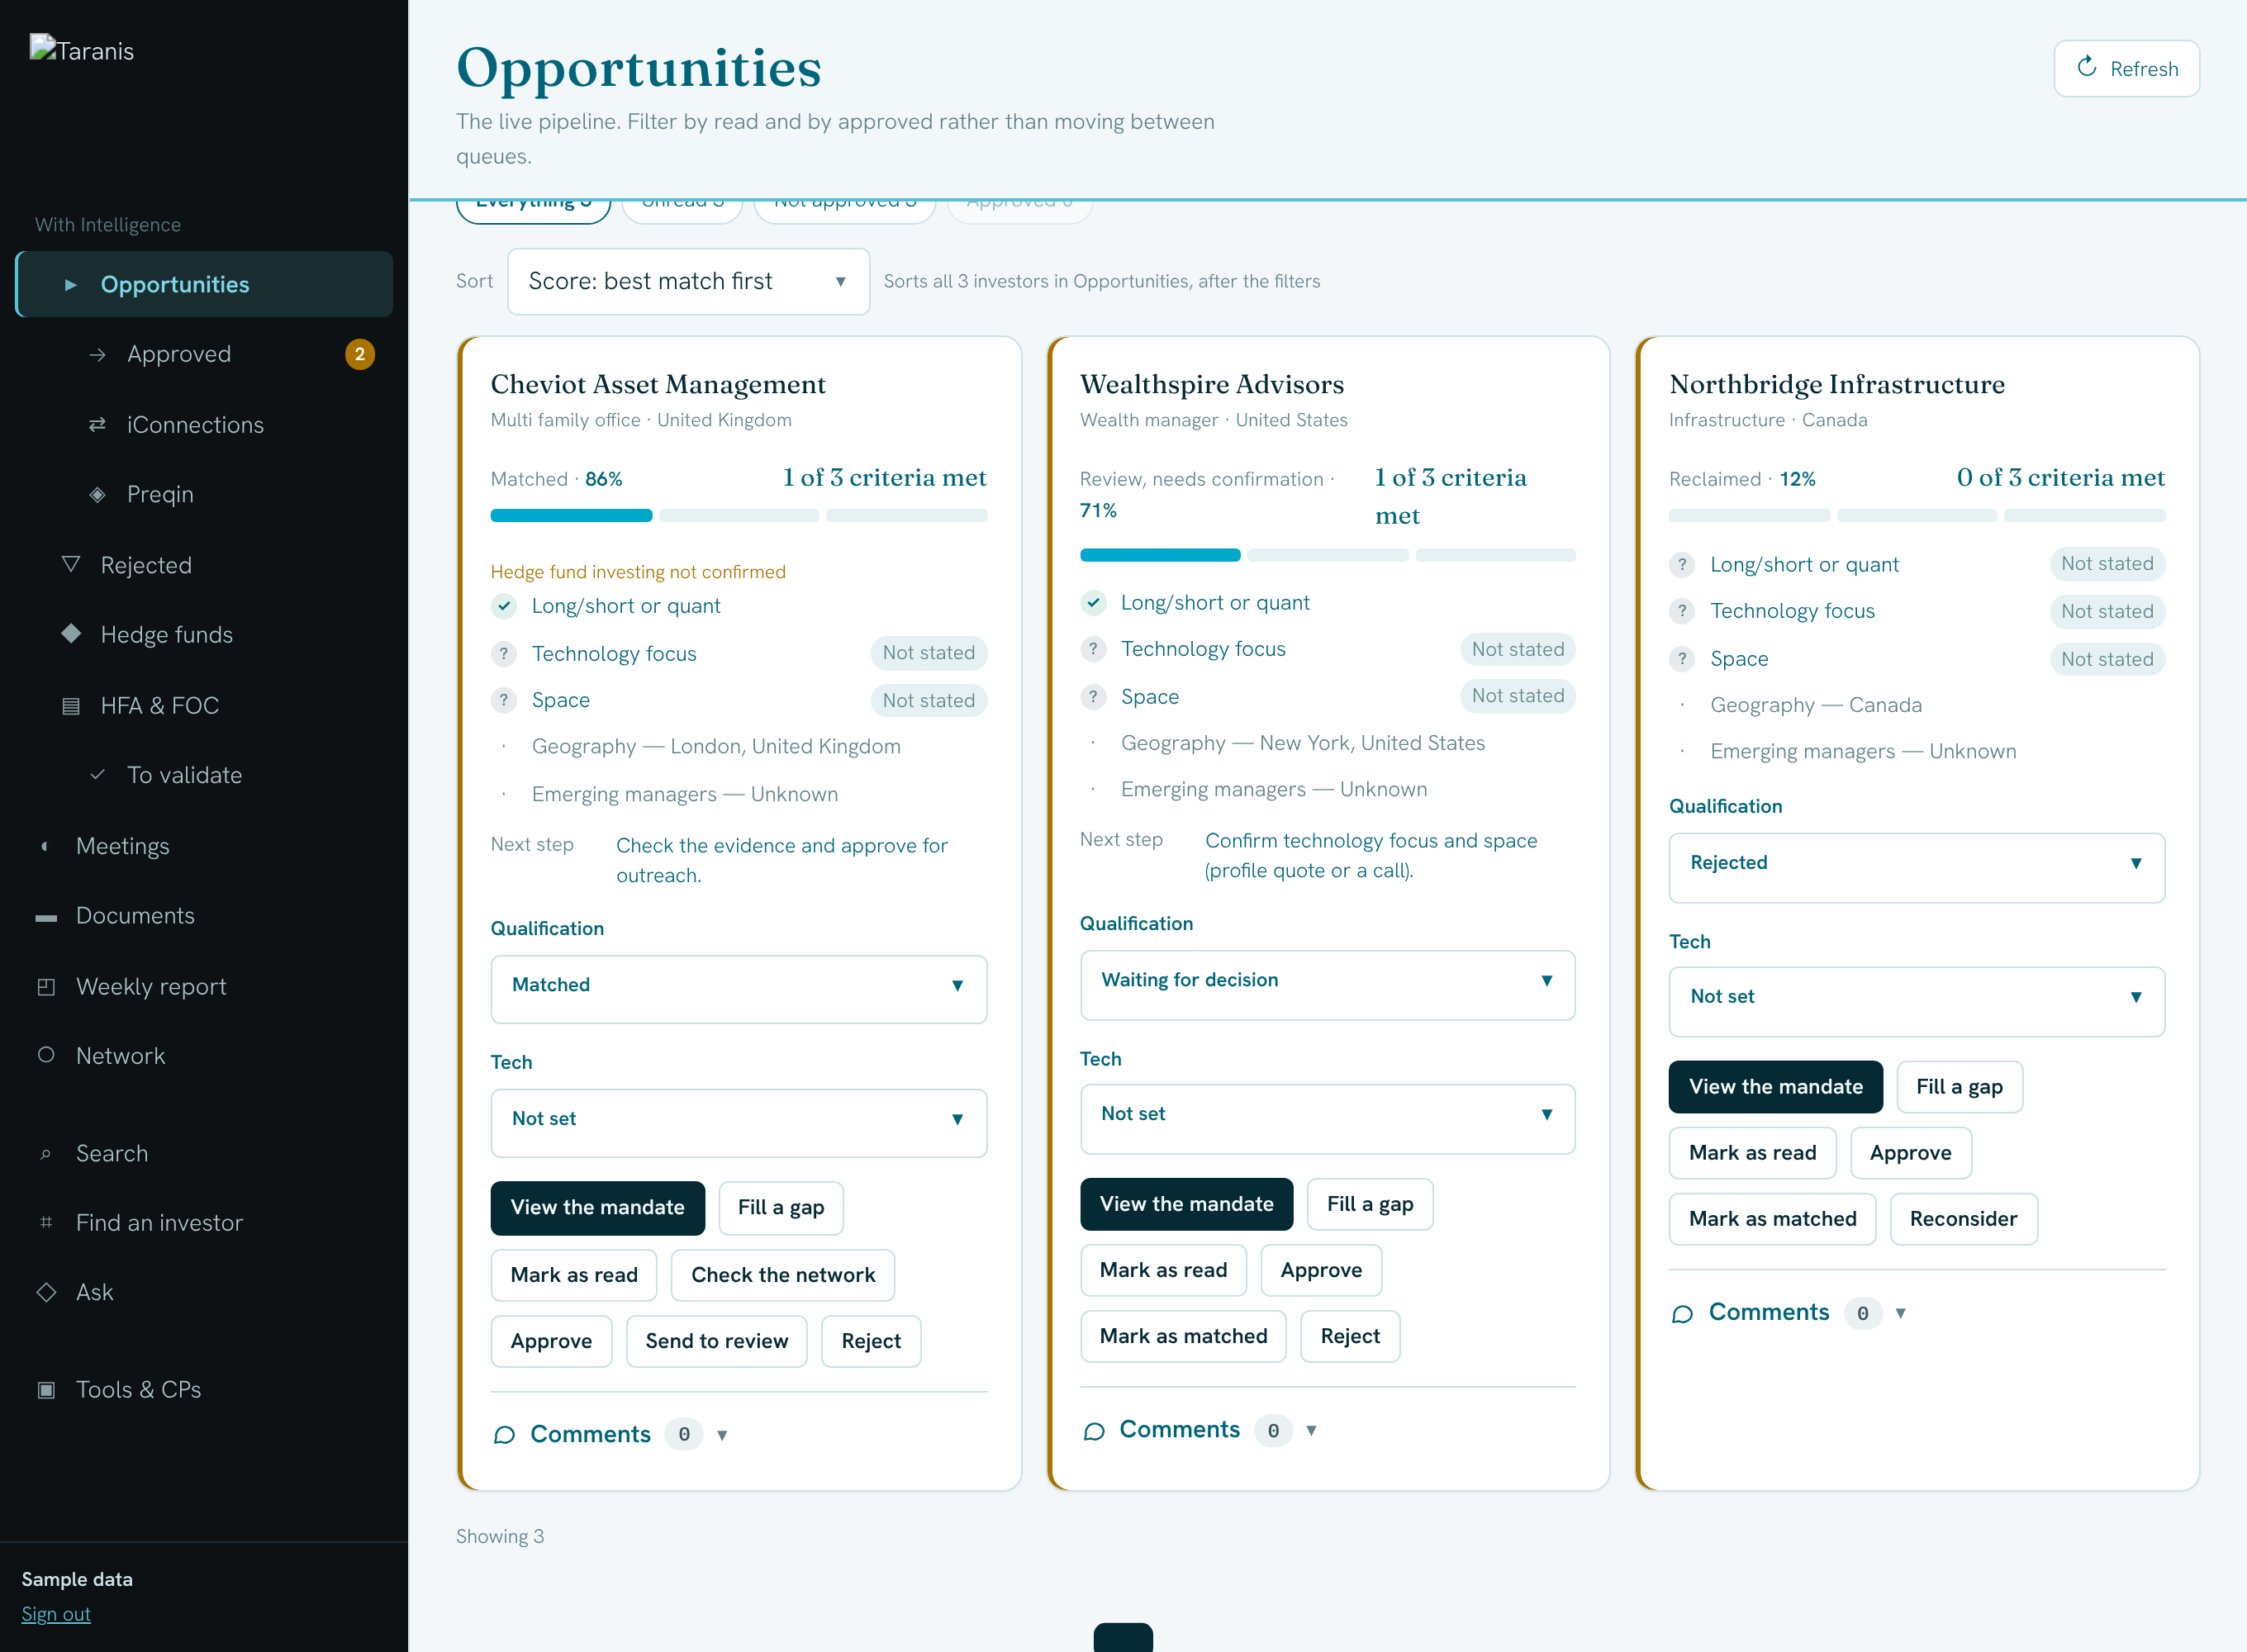 Taranis
With Intelligence
Opportunities
Approved 2
iConnections
Preqin
Rejected
Hedge funds
HFA & FOC
To validate
Meetings
Documents
Weekly report
Network
Search
Find an investor
Ask
Tools & CPs
Sample data
Sign out
Opportunities
Refresh
The live pipeline. Filter by read and by approved rather than moving between
queues.
Everything 3 Unread 3 Not approved 3 Approved 0
Sort Score: best match first Sorts all 3 investors in Opportunities, after the filters
Cheviot Asset Management
Multi family office · United Kingdom
Matched · 86% 1 of 3 criteria met
Hedge fund investing not confirmed
Long/short or quant
? Technology focus Not stated
? Space Not stated
· Geography — London, United Kingdom
· Emerging managers — Unknown
Next step Check the evidence and approve for
outreach.
Qualification
Matched
Tech
Not set
View the mandate Fill a gap
Mark as read Check the network
Approve Send to review Reject
Comments 0
Wealthspire Advisors
Wealth manager · United States
Review, needs confirmation · 1 of 3 criteria
71% met
Long/short or quant
? Technology focus Not stated
? Space Not stated
· Geography — New York, United States
· Emerging managers — Unknown
Next step Confirm technology focus and space
(profile quote or a call).
Qualification
Waiting for decision
Tech
Not set
View the mandate Fill a gap
Mark as read Approve
Mark as matched Reject
Comments 0
Northbridge Infrastructure
Infrastructure · Canada
Reclaimed · 12% 0 of 3 criteria met
? Long/short or quant Not stated
? Technology focus Not stated
? Space Not stated
· Geography — Canada
· Emerging managers — Unknown
Qualification
Rejected
Tech
Not set
View the mandate Fill a gap
Mark as read Approve
Mark as matched Reconsider
Comments 0
Showing 3